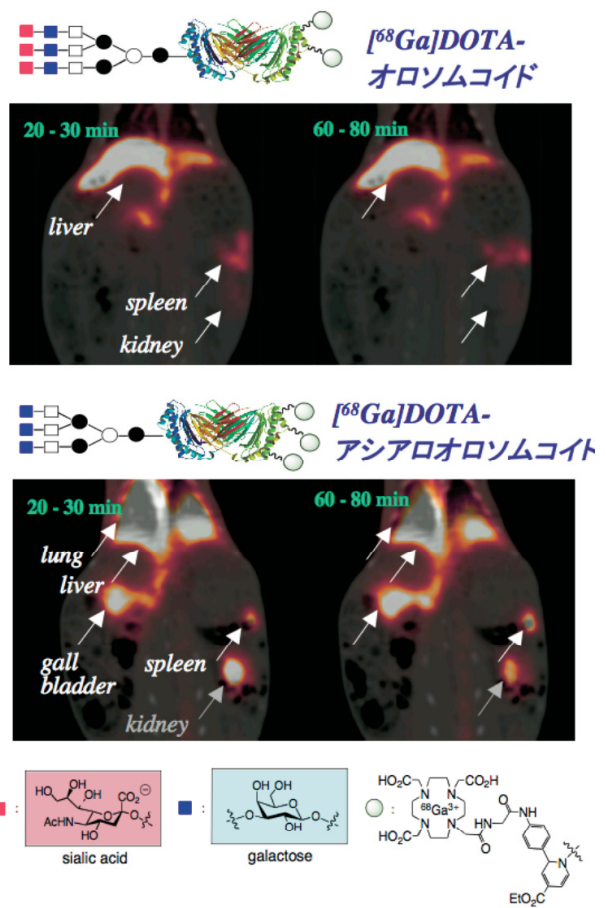 [⁶⁸Ga]DOTA-
オロソムコイド
20 - 30 min
60 - 80 min
liver
spleen
kidney
[⁶⁸Ga]DOTA-
アシアロオロソムコイド
20 - 30 min
60 - 80 min
lung
liver
gall
bladder
spleen
kidney
:
HO
OH
OH
CO₂⊖
AcHN
HO
O
O
sialic acid
:
OH
OH
O
O
OH
O
galactose
:
HO₂C
CO₂H
N
N
⁶⁸Ga³⁺
HO₂C
N
N
NH
O
O
NH
N
EtO₂C